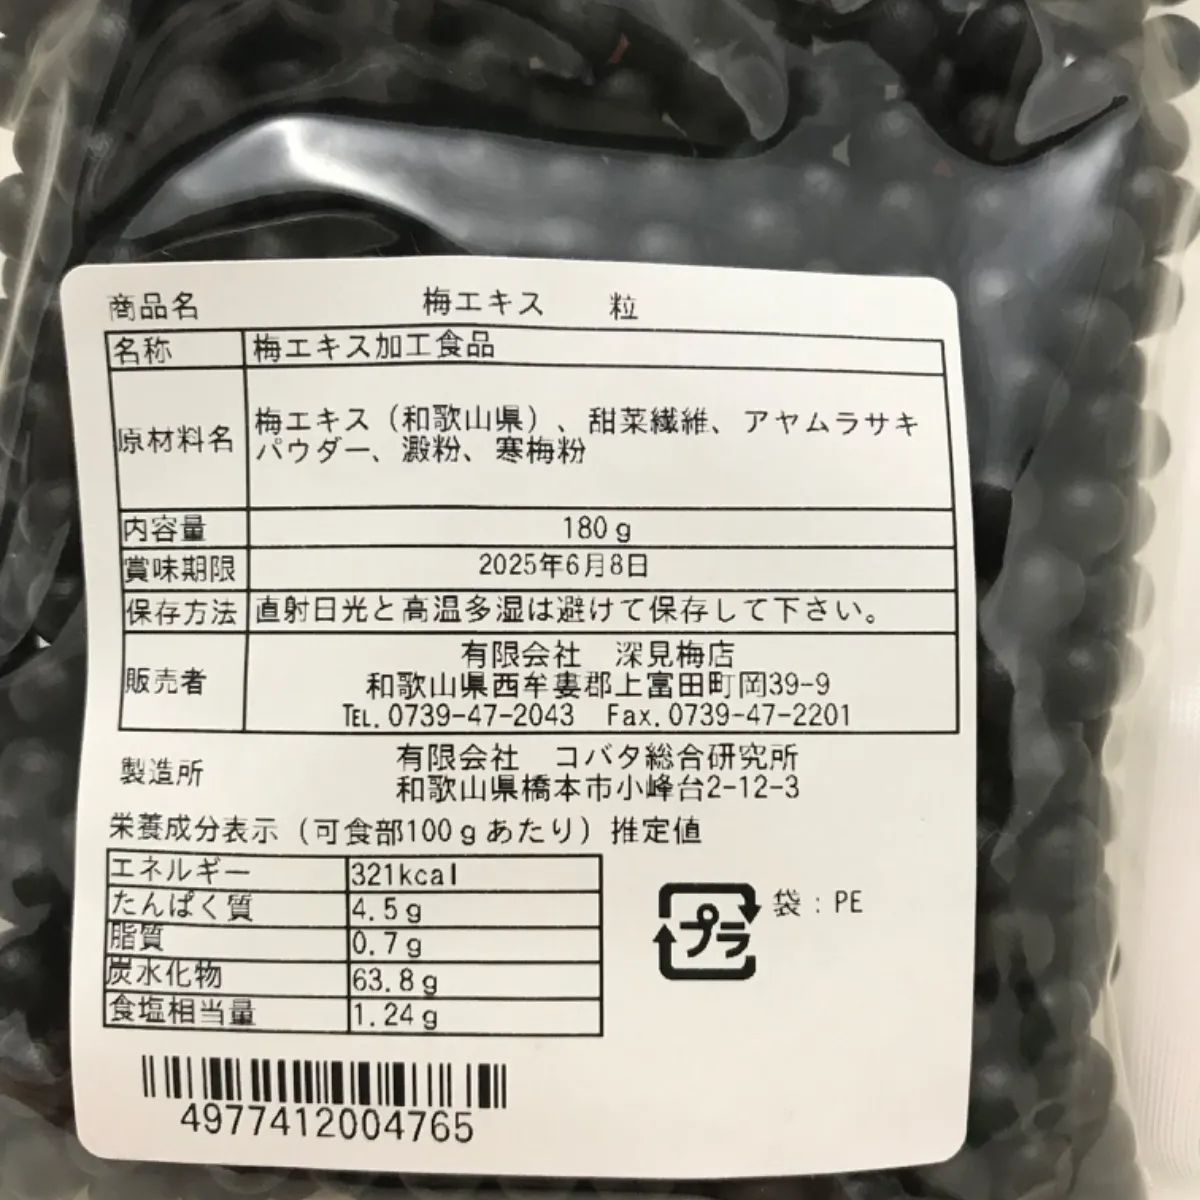 商品名 梅エキス 粒
名称 梅エキス加工食品
原材料名 梅エキス（和歌山県）、甜菜繊維、アヤムラサキ
パウダー、澱粉、寒梅粉
内容量 180g
賞味期限 2025年6月8日
保存方法 直射日光と高温多湿は避けて保存して下さい。
販売者 有限会社 深見梅店
和歌山県西牟婁郡上富田町岡39-9
TEL. 0739-47-2043 Fax. 0739-47-2201
製造所 有限会社 コバタ総合研究所
和歌山県橋本市小峰台2-12-3
栄養成分表示（可食部100gあたり）推定値
エネルギー 321kcal
たんぱく質 4.5g
脂質 0.7g
炭水化物 63.8g
食塩相当量 1.24g
プラ 袋:PE
4977412004765